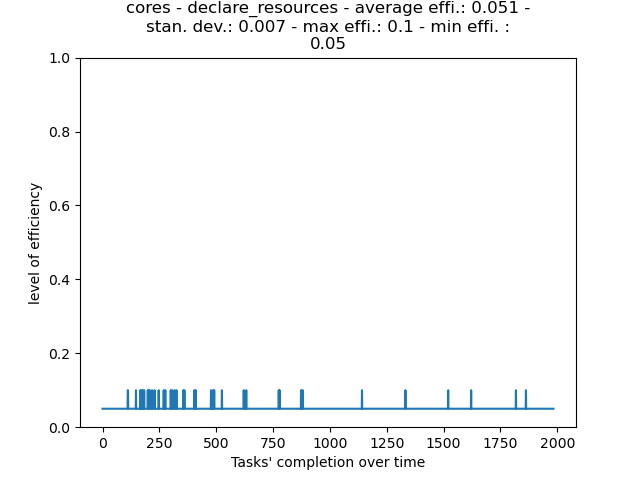 cores - declare_resources - average effi.: 0.051 -
stan. dev.: 0.007 - max effi.: 0.1 - min effi. :
0.05
1.0
0.8
0.6
0.4
0.2
0.0
level of efficiency
0 250 500 750 1000 1250 1500 1750 2000
Tasks' completion over time